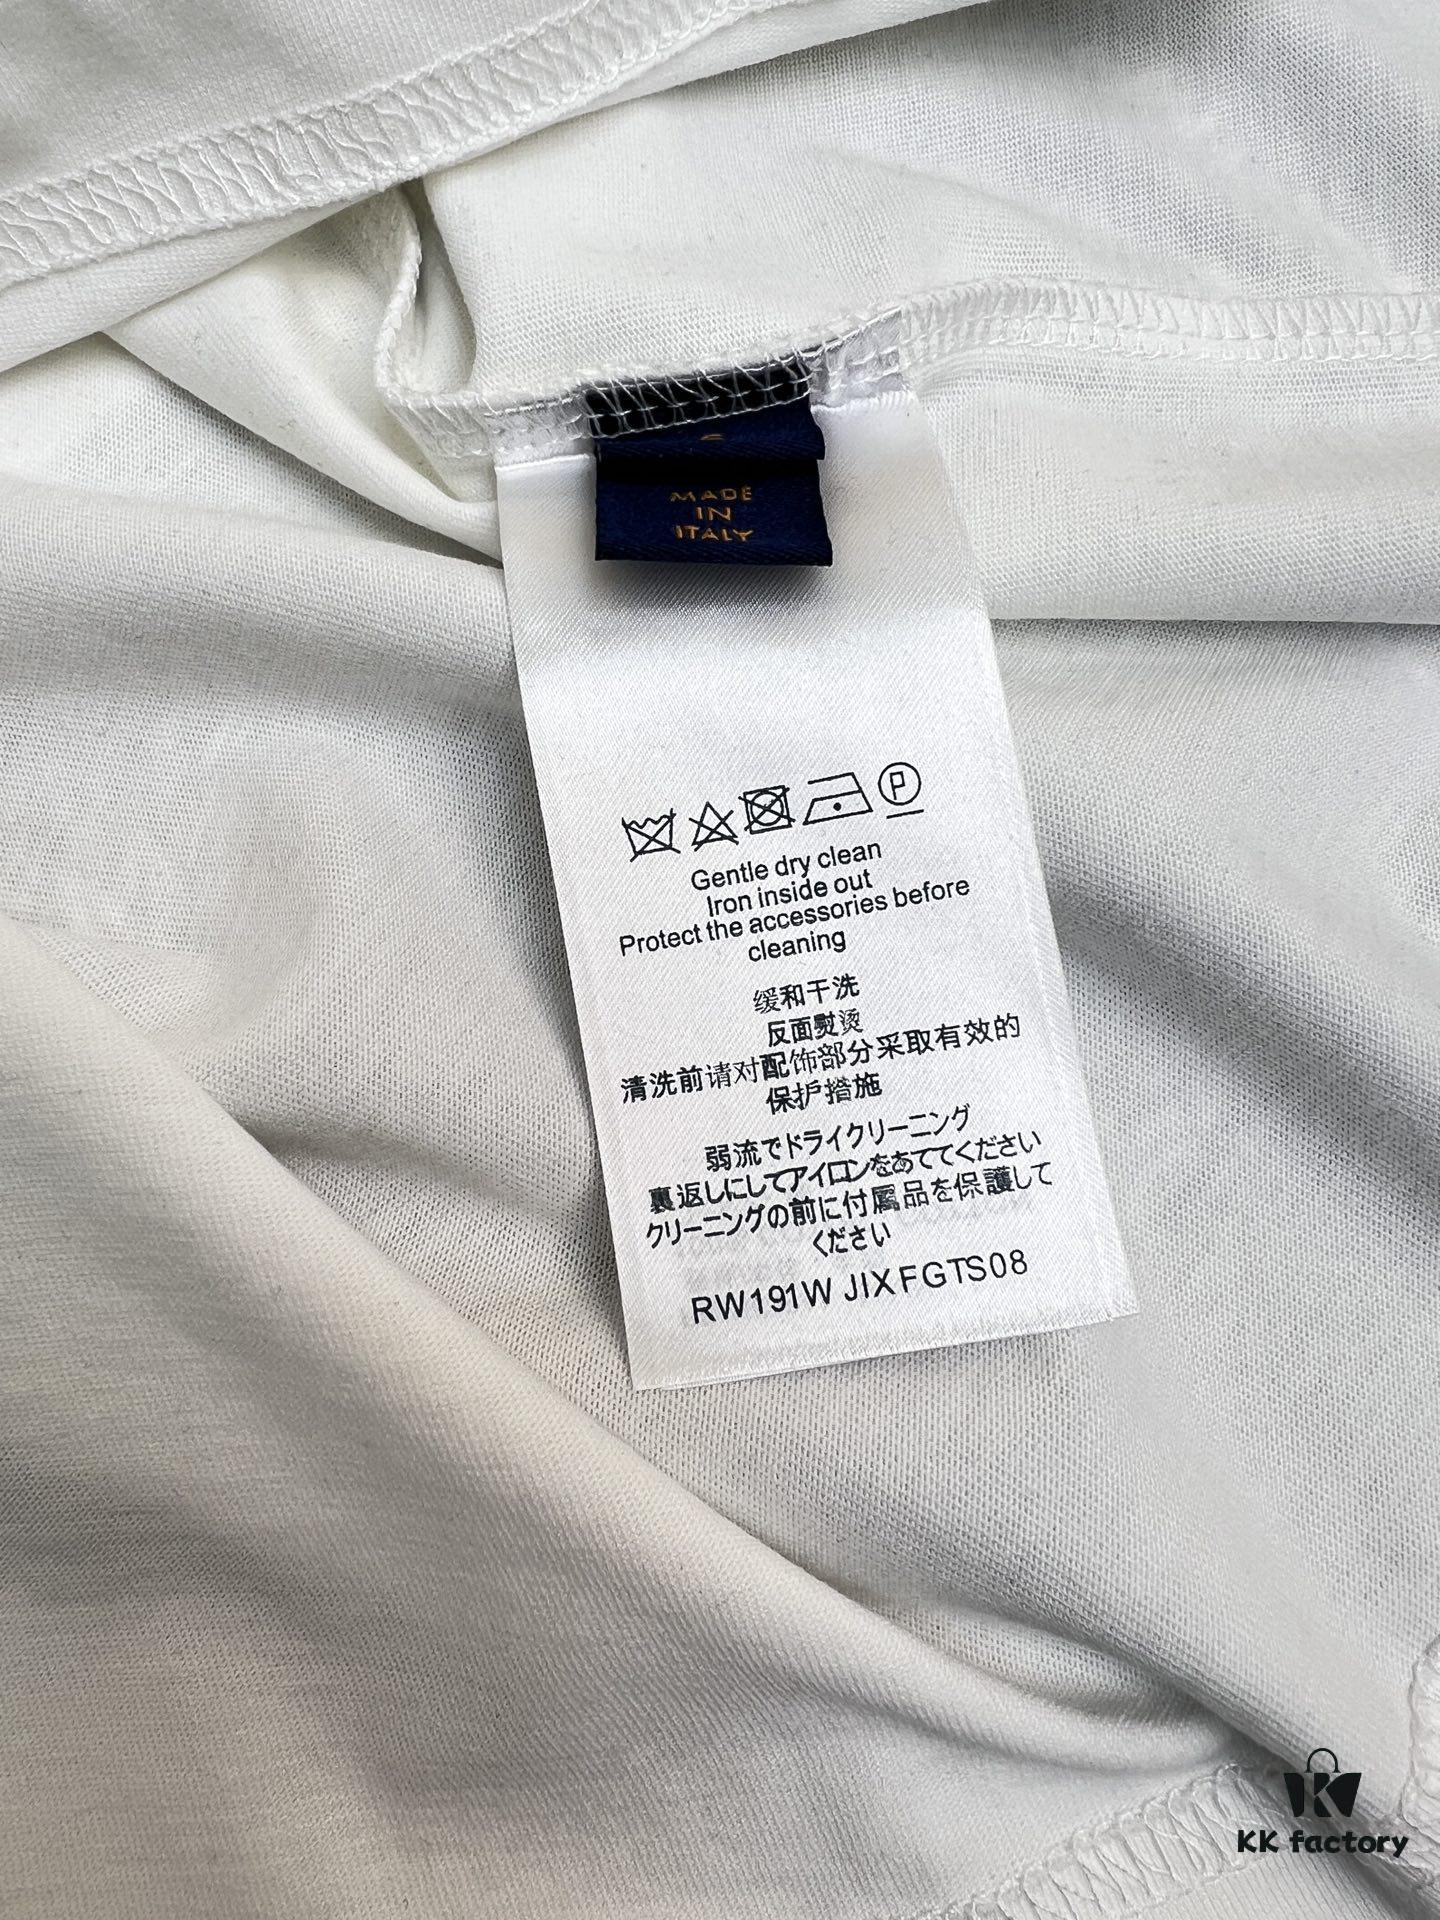 MADE
IN
ITALY
P
Gentle dry clean
Iron inside out
Protect the accessories before
cleaning
缓和干洗
反面熨烫
清洗前请对配饰部分采取有效的
保护措施
弱流でドライクリーニング
裏返しにしてアイロンをあててください
クリーニングの前に付属品を保護して
ください
RW191W JIXFGTS08
KK factory